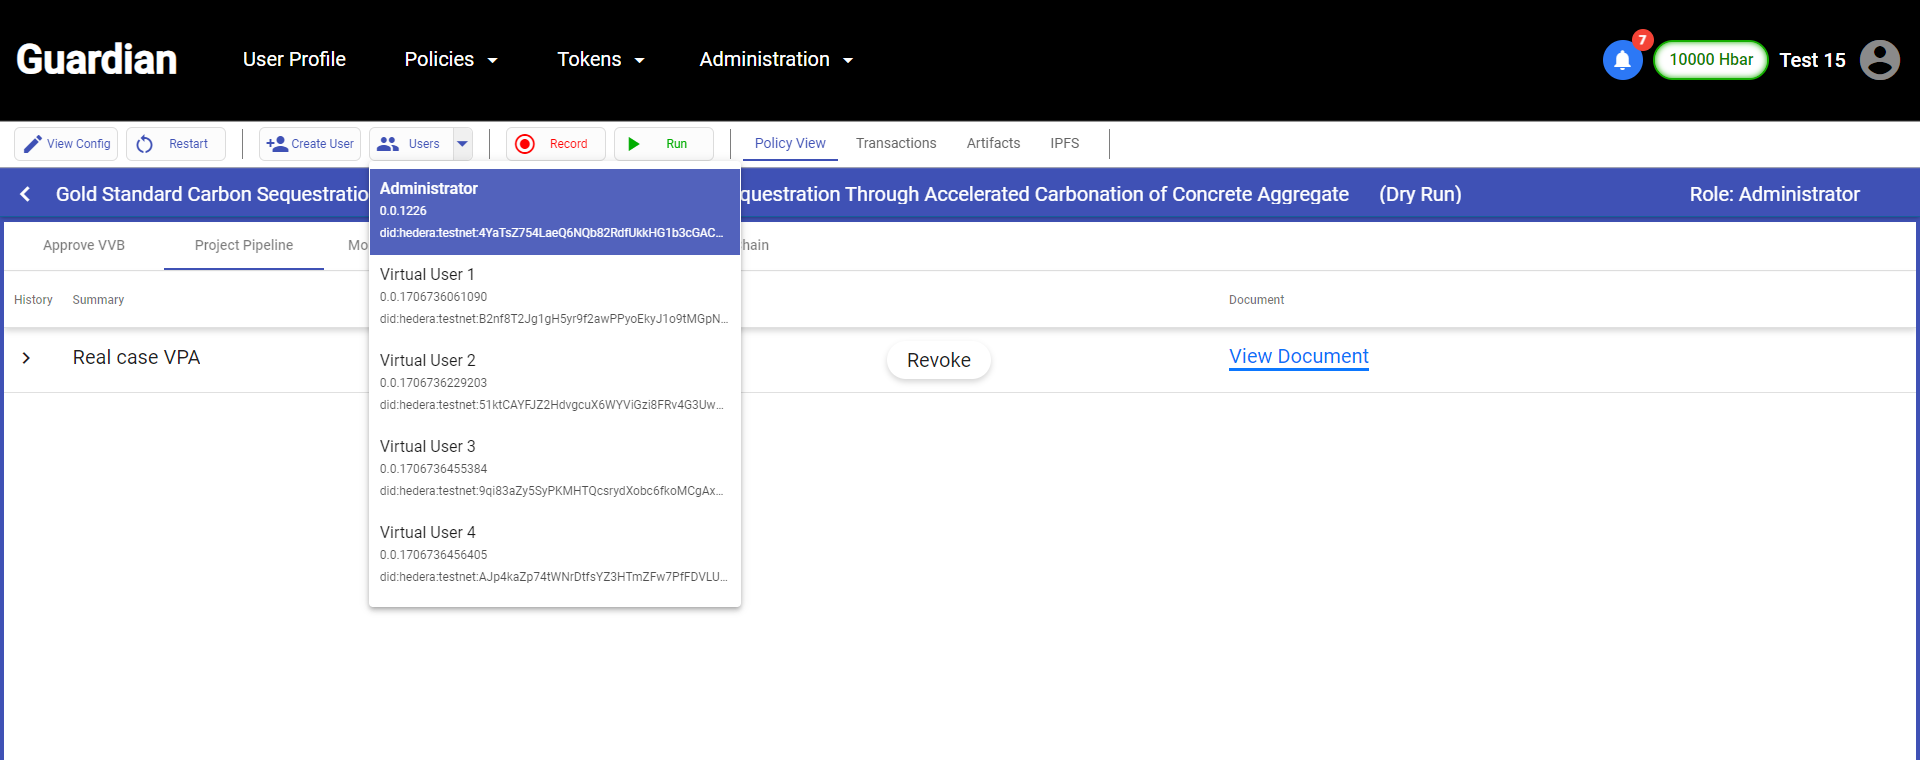 Guardian
User Profile
Policies
Tokens
Administration
7
10000 Hbar
Test 15
View Config
Restart
Create User
Users
Record
Run
Policy View
Transactions
Artifacts
IPFS
Gold Standard Carbon Sequestratio
questration Through Accelerated Carbonation of Concrete Aggregate
(Dry Run)
Role: Administrator
Administrator
0.0.1226
did:hedera:testnet:4YaTsZ754LaeQ6NQb82RdfUkkHG1b3cGAC...
Approve VVB
Project Pipeline
Mo
hain
Virtual User 1
0.0.1706736061090
did:hedera:testnet:B2nf8T2Jg1gH5yr9f2awPPyoEkyJ1o9tMGpN...
History
Summary
Document
Virtual User 2
0.0.1706736229203
did:hedera:testnet:51ktCAYFJZ2HdvgcuX6WYViGzi8FRv4G3Uw...
Real case VPA
Revoke
View Document
Virtual User 3
0.0.1706736455384
did:hedera:testnet:9qi83aZy5SyPKMHTQcsrydXobc6fkoMCgAx...
Virtual User 4
0.0.1706736456405
did:hedera:testnet:AJp4kaZp74tWNrDtfsYZ3HTmZFw7PfFDVLU...